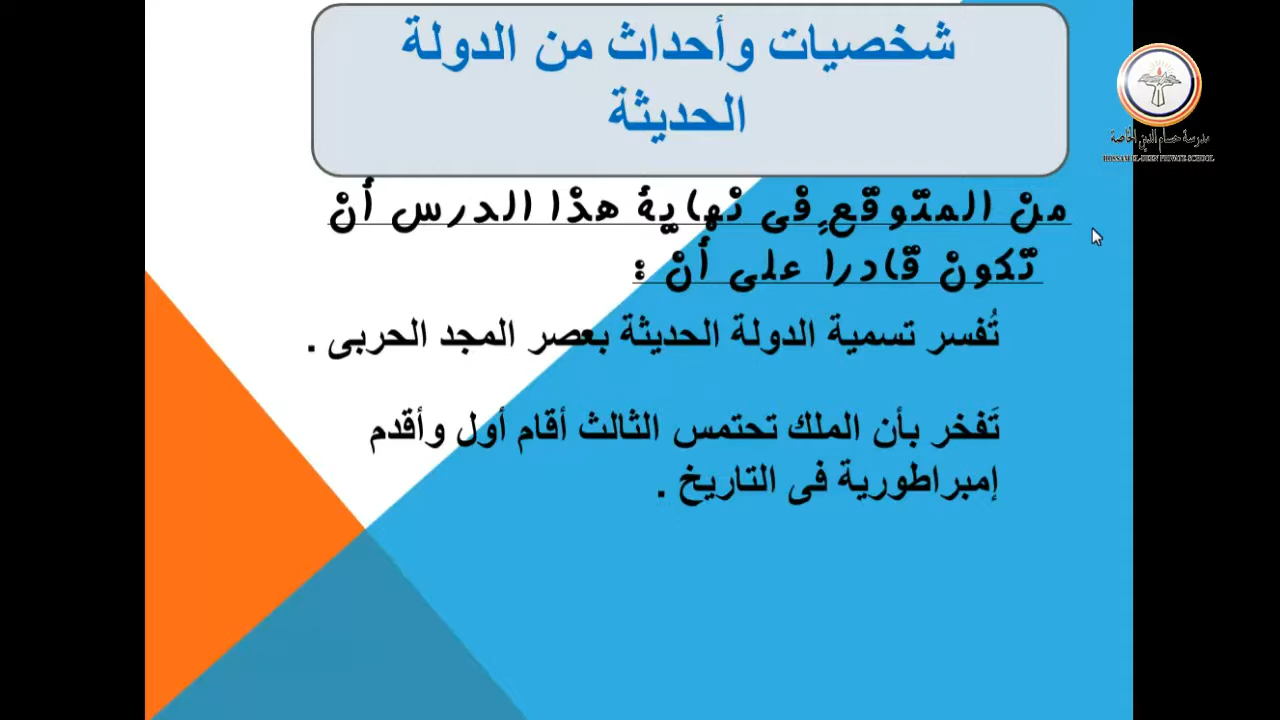 شخصيات وأحداث من الدولة
الحديثة
مدرسة حسام الدين الخاصة
HOSSAM EL-DEEN PRIVATE SCHOOL
منْ المتوقع ٍفى نهايةْ هذا الدرس أنْ
تكونْ قادراً على أنْ :
تُفسر تسمية الدولة الحديثة بعصر المجد الحربى .
تَفخر بأن الملك تحتمس الثالث أقام أول وأقدم
إمبراطورية فى التاريخ .